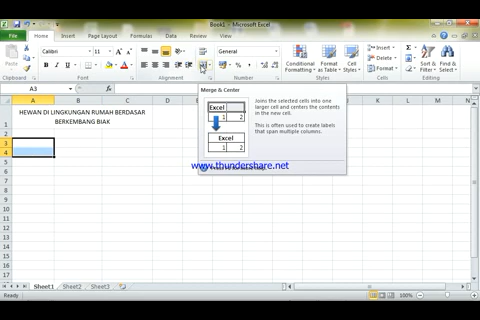 Book1 - Microsoft Excel
File Home Insert Page Layout Formulas Data Review View
Calibri 11 General
Paste
Conditional Formatting Format as Table Cell Styles
Insert
Delete
Format
Sort & Filter Find & Select
Clipboard Font Alignment Styles Cells Editing
A3
A B C D
1 HEWAN DI LINGKUNGAN RUMAH BERDASAR
BERKEMBANG BIAK
2
3
4
5
6
7
8
9
10
11
12
13
14
15
16
17
Merge & Center
Excel
1 2
Excel
1 2
Joins the selected cells into one
larger cell and centers the contents
in the new cell.
This is often used to create labels
that span multiple columns.
www.thundershare.net
Sheet1 Sheet2 Sheet3
Ready 100%